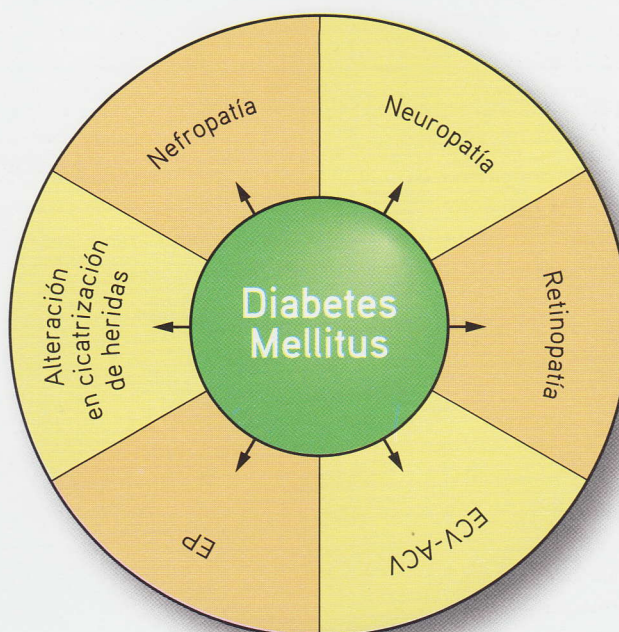 Nefropatía
Neuropatía
Retinopatía
ECV-ACV
EP
Alteración
en cicatrización
de heridas
Diabetes
Mellitus